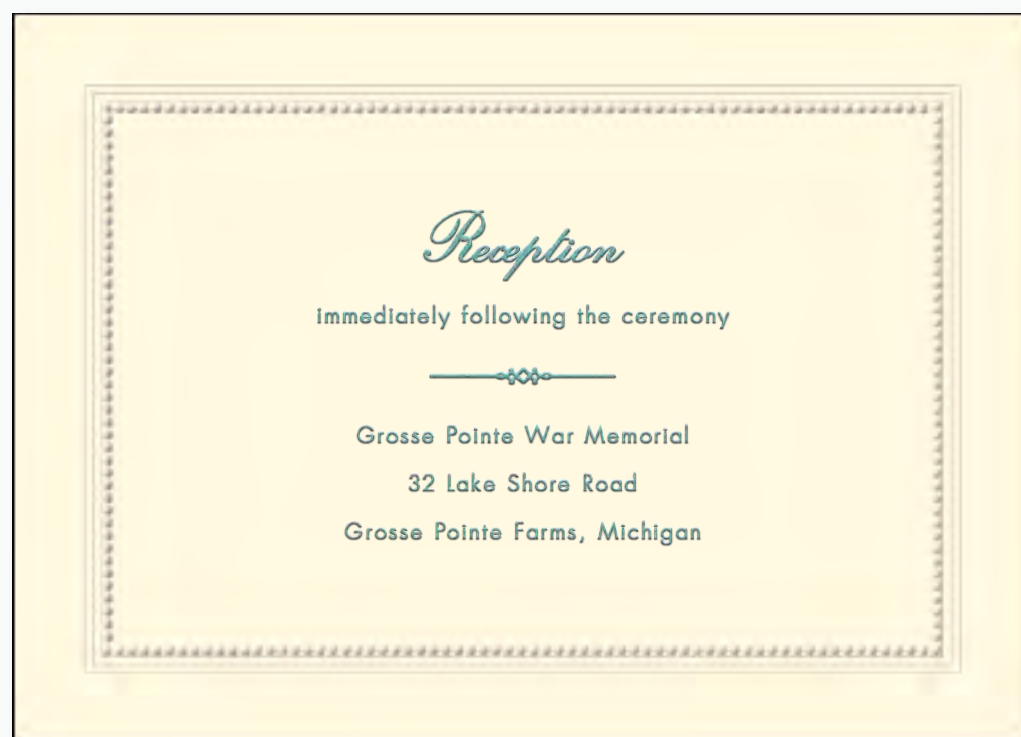 Reception
immediately following the ceremony
Grosse Pointe War Memorial
32 Lake Shore Road
Grosse Pointe Farms, Michigan